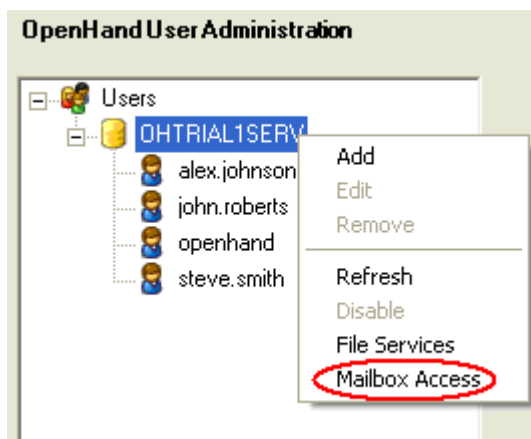 OpenHand User Administration
Users
OHTRIAL1SERV
alex.johnson
john.roberts
openhand
steve.smith
Add
Edit
Remove
Refresh
Disable
File Services
Mailbox Access